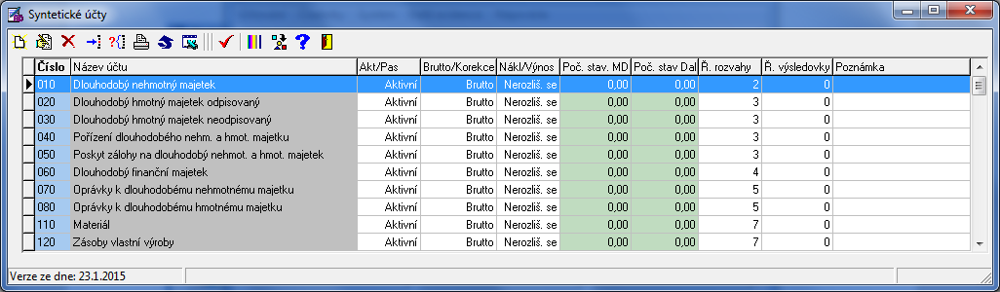 Syntetické účty
Číslo Název účtu Akt/Pas Brutto/Korekce Nákl/Výnos Poč. stav. MD Poč. stav Dal Ř. rozvahy Ř. výsledovky Poznámka
010 Dlouhodobý nehmotný majetek Aktivní Brutto Nerozliš. se 0,00 0,00 2 0
020 Dlouhodobý hmotný majetek odpisovaný Aktivní Brutto Nerozliš. se 0,00 0,00 3 0
030 Dlouhodobý hmotný majetek neodpisovaný Aktivní Brutto Nerozliš. se 0,00 0,00 3 0
040 Pořízení dlouhodobého nehm. a hmot. majetku Aktivní Brutto Nerozliš. se 0,00 0,00 3 0
050 Poskyt zálohy na dlouhodobý nehmot. a hmot. majetek Aktivní Brutto Nerozliš. se 0,00 0,00 3 0
060 Dlouhodobý finanční majetek Aktivní Brutto Nerozliš. se 0,00 0,00 4 0
070 Oprávky k dlouhodobému nehmotnému majetku Aktivní Brutto Nerozliš. se 0,00 0,00 5 0
080 Oprávky k dlouhodobému hmotnému majetku Aktivní Brutto Nerozliš. se 0,00 0,00 5 0
110 Materiál Aktivní Brutto Nerozliš. se 0,00 0,00 7 0
120 Zásoby vlastní výroby Aktivní Brutto Nerozliš. se 0,00 0,00 7 0
Verze ze dne: 23.1.2015